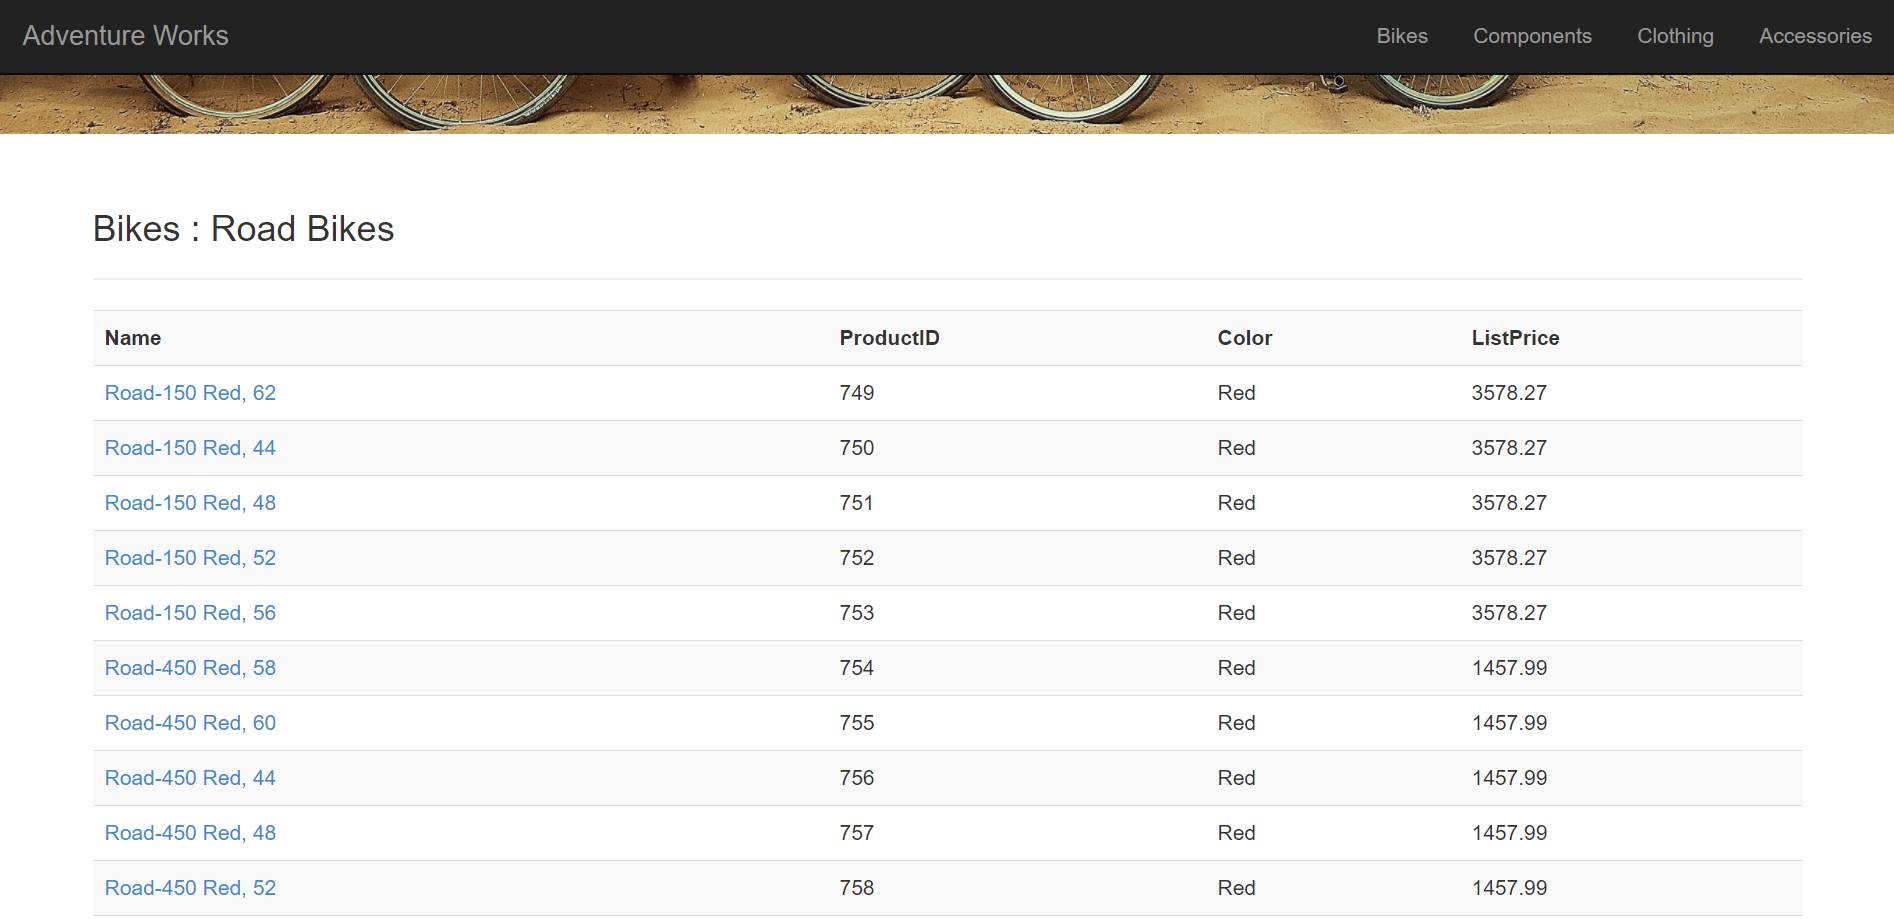 Adventure Works Bikes Components Clothing Accessories
Bikes : Road Bikes
Name ProductID Color ListPrice
Road-150 Red, 62 749 Red 3578.27
Road-150 Red, 44 750 Red 3578.27
Road-150 Red, 48 751 Red 3578.27
Road-150 Red, 52 752 Red 3578.27
Road-150 Red, 56 753 Red 3578.27
Road-450 Red, 58 754 Red 1457.99
Road-450 Red, 60 755 Red 1457.99
Road-450 Red, 44 756 Red 1457.99
Road-450 Red, 48 757 Red 1457.99
Road-450 Red, 52 758 Red 1457.99